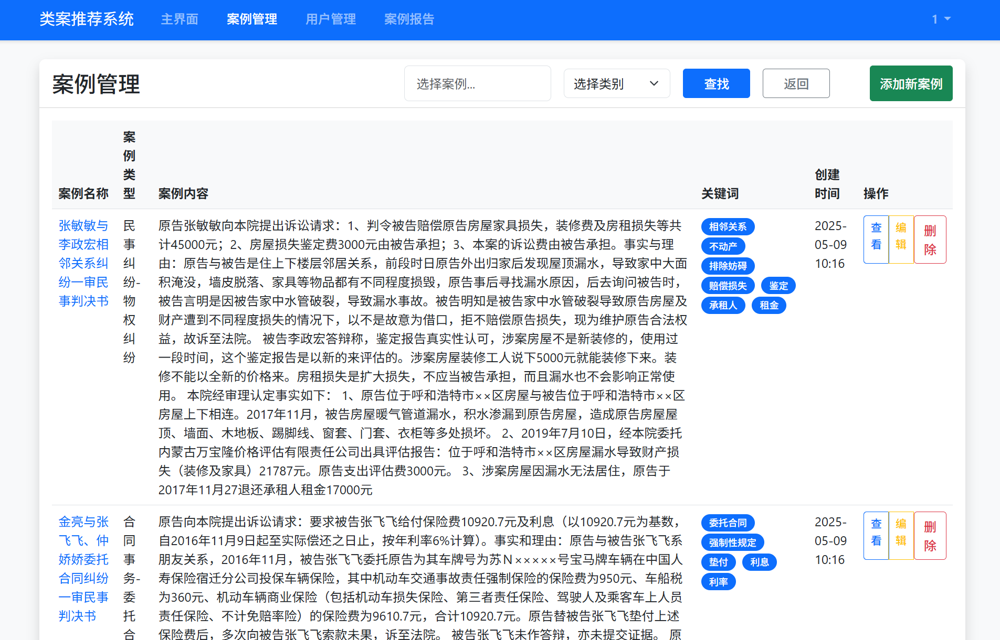 类案推荐系统 主界面 案例管理 用户管理 案例报告 1
案例管理 选择案例... 选择类别 查找 返回 添加新案例
案例名称 案例类型 案例内容 关键词 创建时间 操作
张敏敏与
李政宏相
邻关系纠
纷一审民
事判决书
民
事
纠
纷-
物
权
纠
纷
原告张敏敏向本院提出诉讼请求：1、判令被告赔偿原告房屋家具损失，装修费及房租损失等共
计45000元；2、房屋损失鉴定费3000元由被告承担；3、本案的诉讼费由被告承担。事实与理
由：原告与被告是住上下楼层邻居关系，前段时日原告外出归家后发现屋顶漏水，导致家中大面
积淹没，墙皮脱落、家具等物品都有不同程度损毁，原告事后寻找漏水原因，后去询问被告时，
被告言明是因被告家中水管破裂，导致漏水事故。被告明知是被告家中水管破裂导致原告房屋及
财产遭到不同程度损失的情况下，以不是故意为借口，拒不赔偿原告损失，现为维护原告合法权
益，故诉至法院。 被告李政宏答辩称，鉴定报告真实性认可，涉案房屋不是新装修的，使用过
一段时间，这个鉴定报告是以新的来评估的。涉案房屋装修工人说下5000元就能装修下来。装
修不能以全新的价格来。房租损失是扩大损失，不应当被告承担，而且漏水也不会影响正常使
用。 本院经审理认定事实如下： 1、原告位于呼和浩特市××区房屋与被告位于呼和浩特市××区
房屋上下相连。2017年11月，被告房屋暖气管道漏水，积水渗漏到原告房屋，造成原告房屋屋
顶、墙面、木地板、踢脚线、窗套、门套、衣柜等多处损坏。 2、2019年7月10日，经本院委托
内蒙古万宝隆价格评估有限责任公司出具评估报告：位于呼和浩特市××区房屋漏水导致财产损
失（装修及家具）21787元。原告支出评估费3000元。 3、涉案房屋因漏水无法居住，原告于
2017年11月27退还承租人租金17000元
相邻关系
不动产
排除妨碍
赔偿损失 鉴定
承租人 租金
2025-
05-09
10:16
查看 编辑 删除
金亮与张
飞飞、仲
娇娇委托
合同纠纷
一审民事
判决书
合
同
事
务-
委
托
合
原告向本院提出诉讼请求：要求被告张飞飞给付保险费10920.7元及利息（以10920.7元为基数，
自2016年11月9日起至实际偿还之日止，按年利率6%计算）。事实和理由：原告与被告张飞飞系
朋友关系，2016年11月，被告张飞飞委托原告为其车牌号为苏Ｎ×××××号宝马牌车辆在中国人
寿保险宿迁分公司投保车辆保险，其中机动车交通事故责任强制保险的保险费为950元、车船税
为360元、机动车辆商业保险（包括机动车损失保险、第三者责任保险、驾驶人及乘客车上人员
责任保险、不计免赔率险）的保险费为9610.7元，合计10920.7元。原告替被告张飞飞垫付上述
保险费后，多次向被告张飞飞索款未果，诉至法院。 被告张飞飞未作答辩，亦未提交证据。 原
委托合同
强制性规定
垫付 利息
利率
2025-
05-09
10:16
查看 编辑 删除